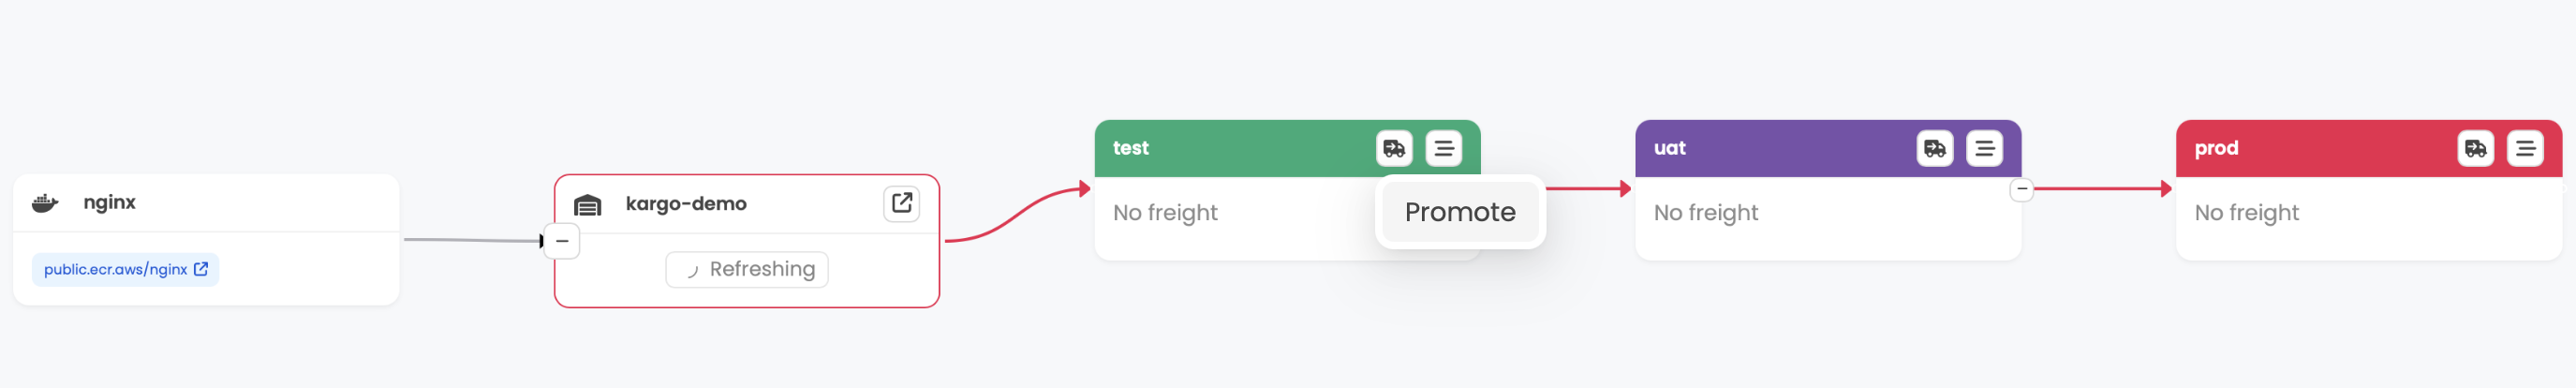 nginx
public.ecr.aws/nginx
kargo-demo
Refreshing
test
No freight
Promote
uat
No freight
prod
No freight